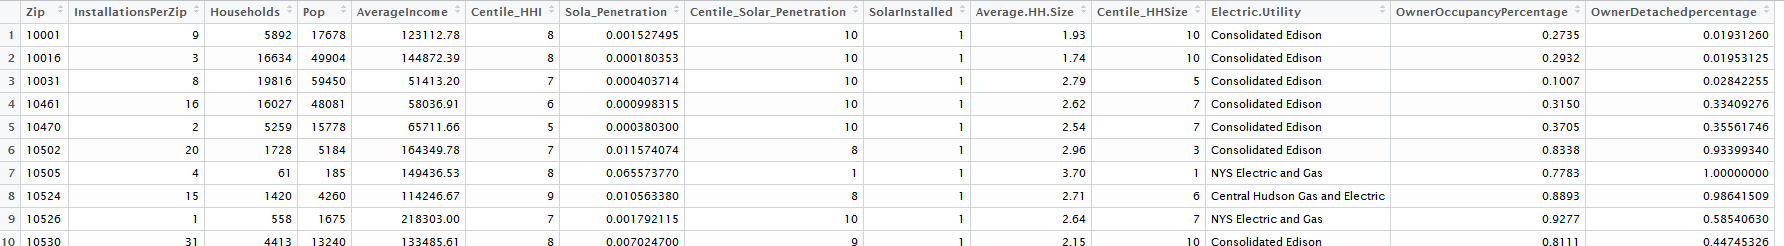 Zip InstallationsPerZip Households Pop AverageIncome Centile_HHI Sola_Penetration Centile_Solar_Penetration SolarInstalled Average.HH.Size Centile_HHSize Electric.Utility OwnerOccupancyPercentage OwnerDetachedpercentage
1 10001 9 5892 17678 123112.78 8 0.001527495 10 1 1.93 10 Consolidated Edison 0.2735 0.01931260
2 10016 3 16634 49904 144872.39 8 0.000180353 10 1 1.74 10 Consolidated Edison 0.2932 0.01953125
3 10031 8 19816 59450 51413.20 7 0.000403714 10 1 2.79 5 Consolidated Edison 0.1007 0.02842255
4 10461 16 16027 48081 58036.91 6 0.000998315 10 1 2.62 7 Consolidated Edison 0.3150 0.33409276
5 10470 2 5259 15778 65711.66 5 0.000380300 10 1 2.54 7 Consolidated Edison 0.3705 0.35561746
6 10502 20 1728 5184 164349.78 7 0.011574074 8 1 2.96 3 Consolidated Edison 0.8338 0.93399340
7 10505 4 61 185 149436.53 8 0.065573770 1 1 3.70 1 NYS Electric and Gas 0.7783 1.00000000
8 10524 15 1420 4260 114246.67 9 0.010563380 8 1 2.71 6 Central Hudson Gas and Electric 0.8893 0.98641509
9 10526 1 558 1675 218303.00 7 0.001792115 10 1 2.64 7 NYS Electric and Gas 0.9277 0.58540630
10 10530 31 4413 13240 133485.61 8 0.007024700 9 1 2.15 10 Consolidated Edison 0.8111 0.44745326